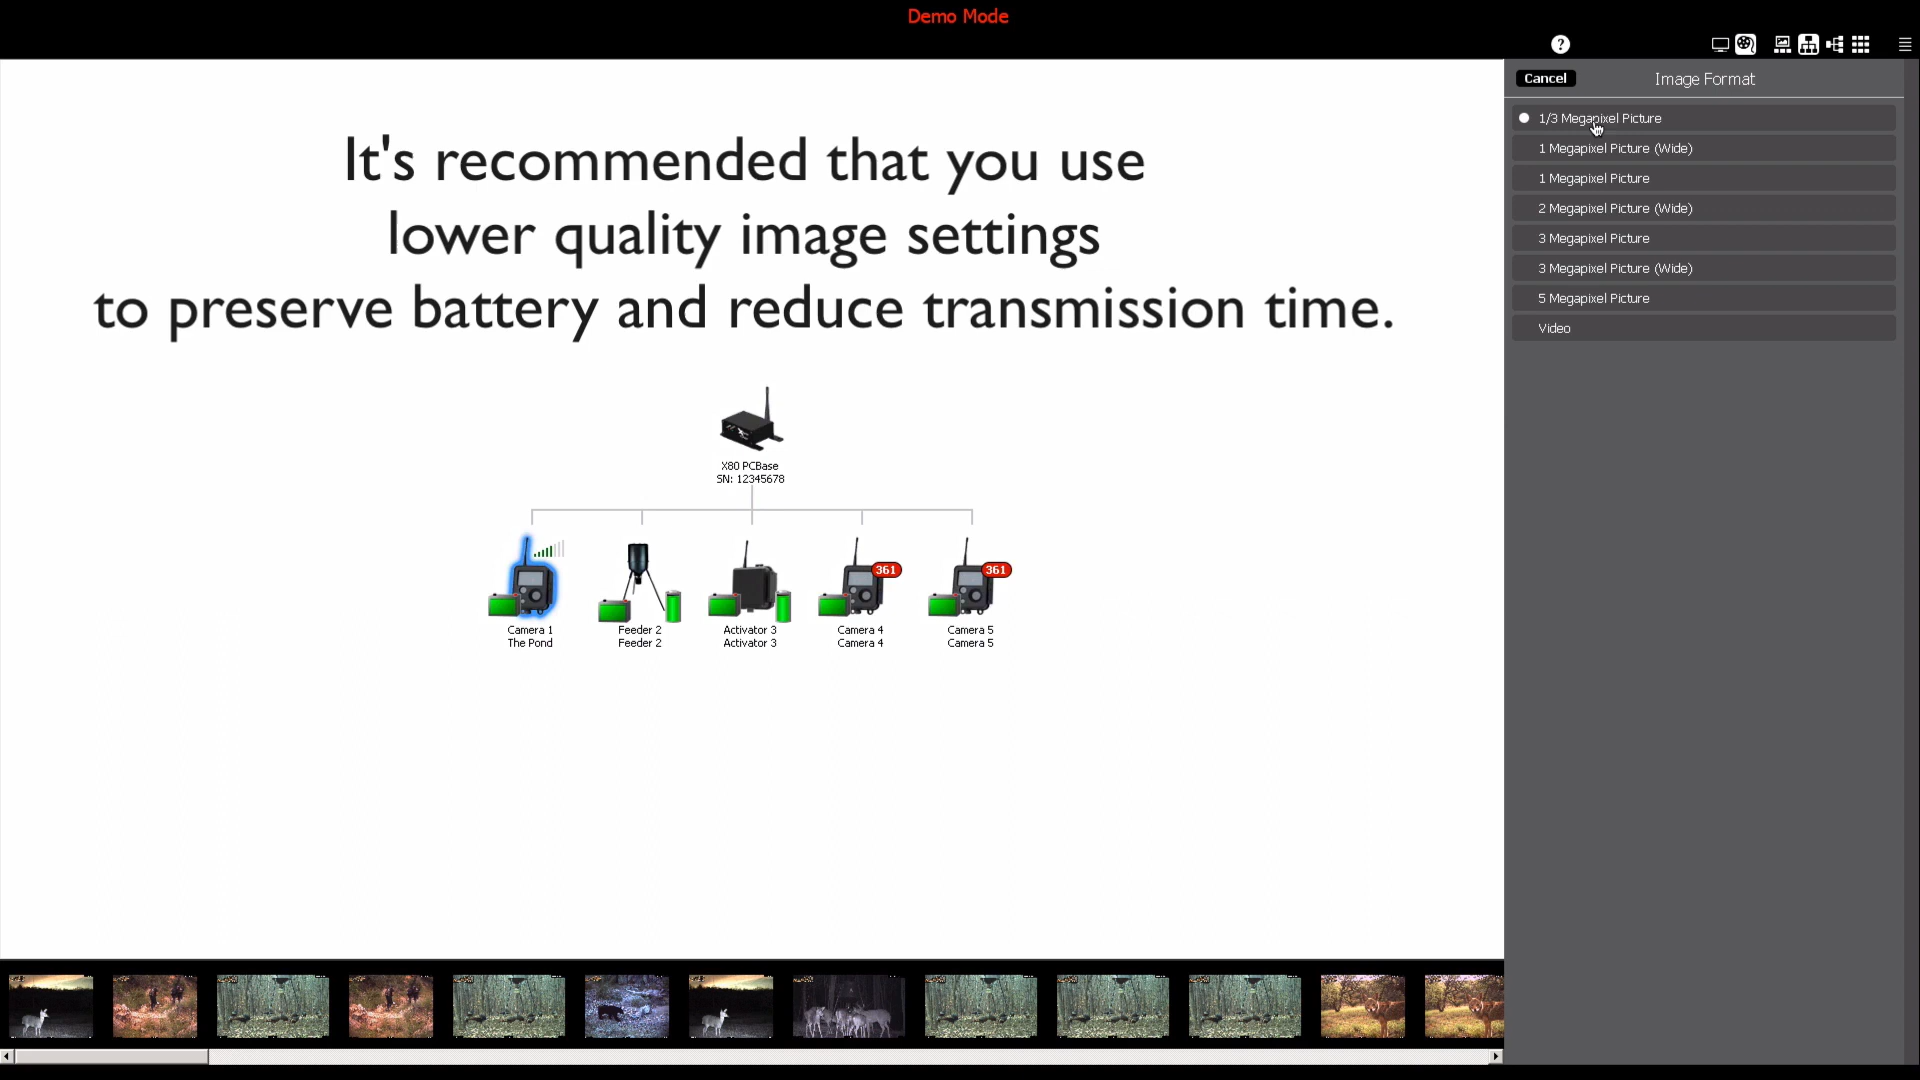 Demo Mode
?
Cancel
Image Format
1/3 Megapixel Picture
1 Megapixel Picture (Wide)
1 Megapixel Picture
2 Megapixel Picture (Wide)
3 Megapixel Picture
3 Megapixel Picture (Wide)
5 Megapixel Picture
Video
It's recommended that you use
lower quality image settings
to preserve battery and reduce transmission time.
X80 PCBase
SN: 12345678
361
361
Camera 1
The Pond
Feeder 2
Feeder 2
Activator 3
Activator 3
Camera 4
Camera 4
Camera 5
Camera 5